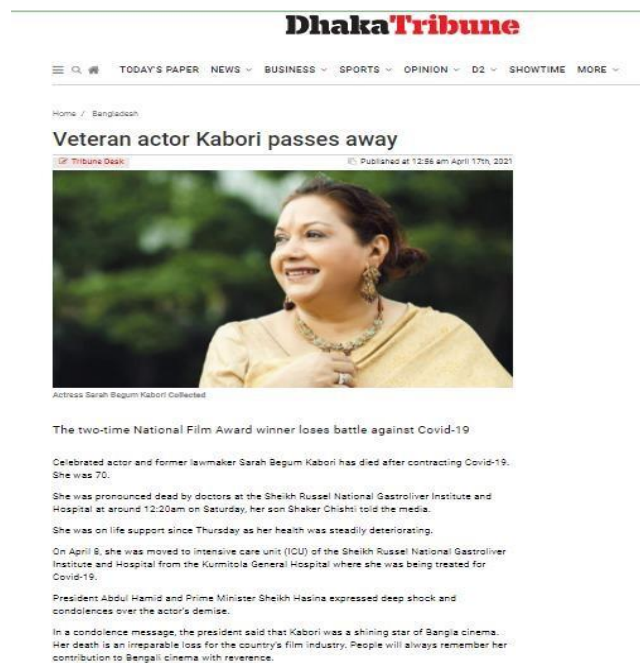 DhakaTribune
TODAY'S PAPER NEWS BUSINESS SPORTS OPINION D2 SHOWTIME MORE
Home / Bangladesh
Veteran actor Kabori passes away
Tribune Desk
Published at 12:56 am April 17th, 2021
Actress Sarah Begum Kabori Collected
The two-time National Film Award winner loses battle against Covid-19
Celebrated actor and former lawmaker Sarah Begum Kabori has died after contracting Covid-19.
She was 70.
She was pronounced dead by doctors at the Sheikh Russel National Gastroliver Institute and
Hospital at around 12:20am on Saturday, her son Shaker Chishti told the media.
She was on life support since Thursday as her health was steadily deteriorating.
On April 8, she was moved to intensive care unit (ICU) of the Sheikh Russel National Gastroliver
Institute and Hospital from the Kurmitola General Hospital where she was being treated for
Covid-19.
President Abdul Hamid and Prime Minister Sheikh Hasina expressed deep shock and
condolences over the actor's demise.
In a condolence message, the president said that Kabori was a shining star of Bangla cinema.
Her death is an irreparable loss for the country's film industry. People will always remember her
contribution to Bengali cinema with reverence.